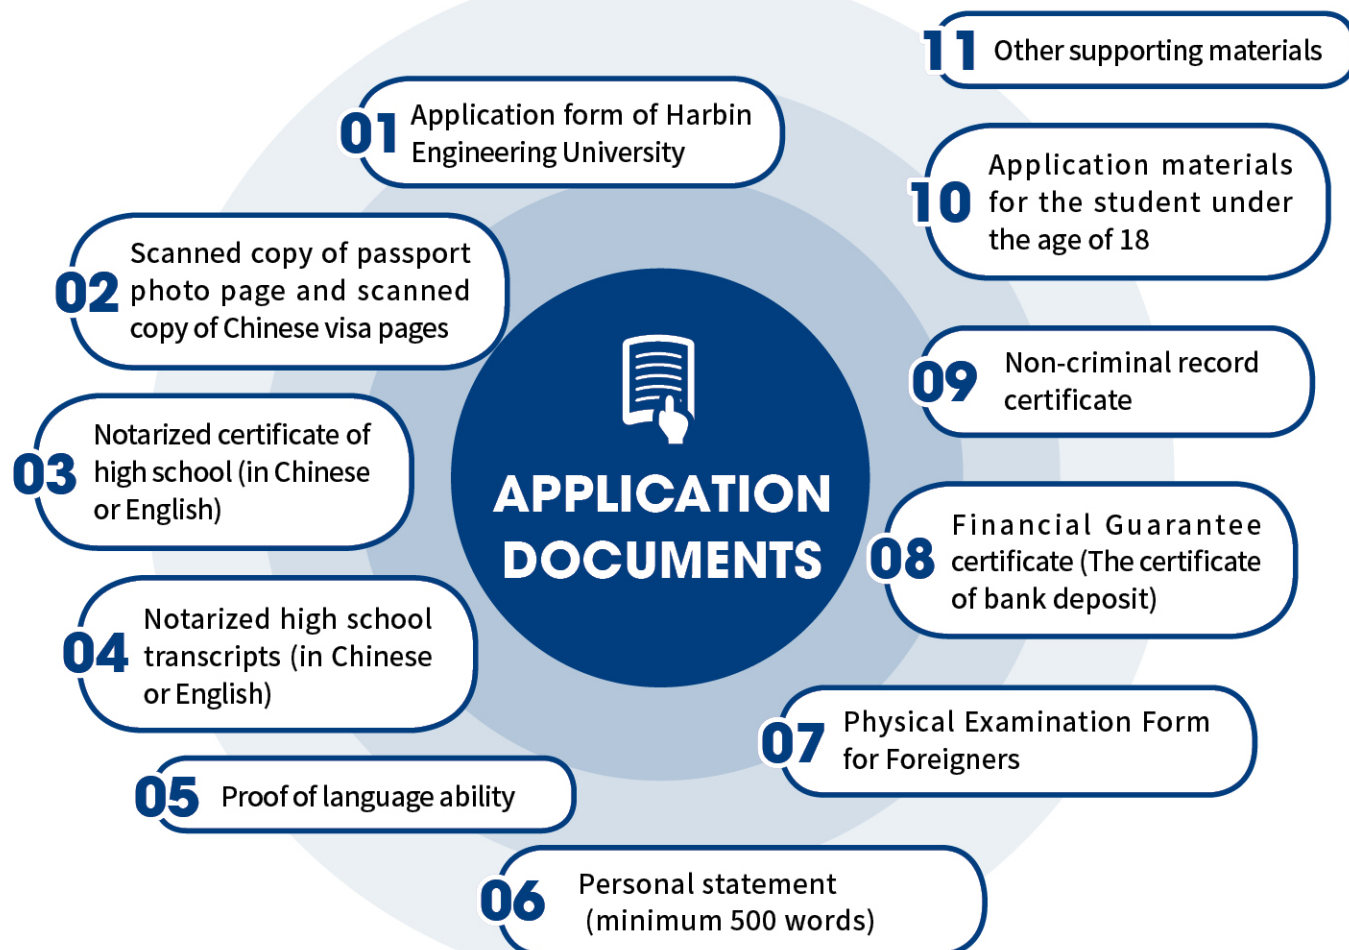 01
Application form of Harbin
Engineering University
02
Scanned copy of passport
photo page and scanned
copy of Chinese visa pages
03
Notarized certificate of
high school (in Chinese
or English)
04
Notarized high school
transcripts (in Chinese
or English)
05
Proof of language ability
06
Personal statement
(minimum 500 words)
07
Physical Examination Form
for Foreigners
08
Financial Guarantee
certificate (The certificate
of bank deposit)
09
Non-criminal record
certificate
10
Application materials
for the student under
the age of 18
11
Other supporting materials
APPLICATION
DOCUMENTS